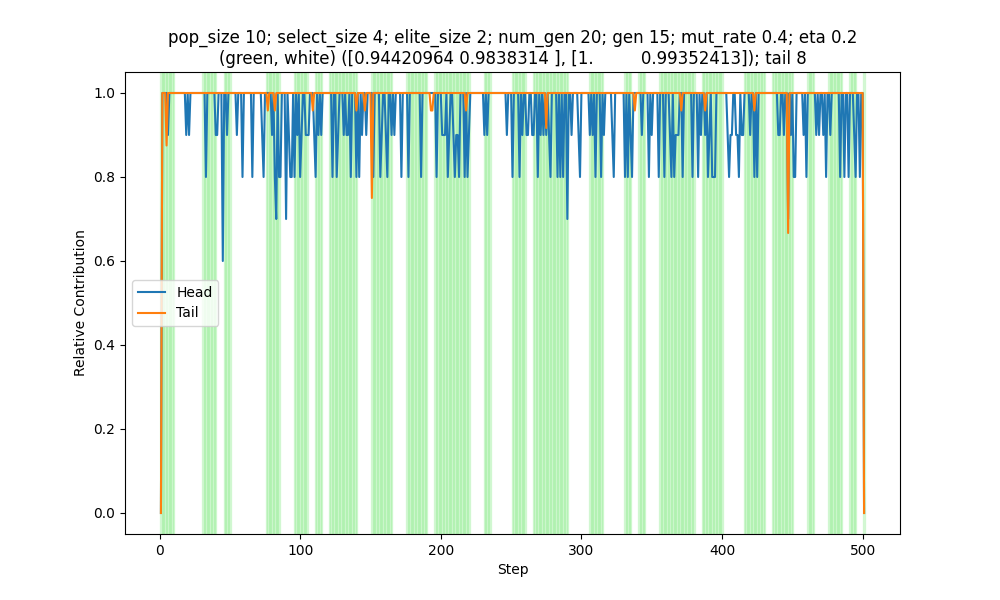 pop_size 10; select_size 4; elite_size 2; num_gen 20; gen 15; mut_rate 0.4; eta 0.2
(green, white) ([0.94420964 0.9838314 ], [1.         0.99352413]); tail 8
1.0
0.8
0.6
0.4
0.2
0.0
Relative Contribution
Head
Tail
0
100
200
300
400
500
Step